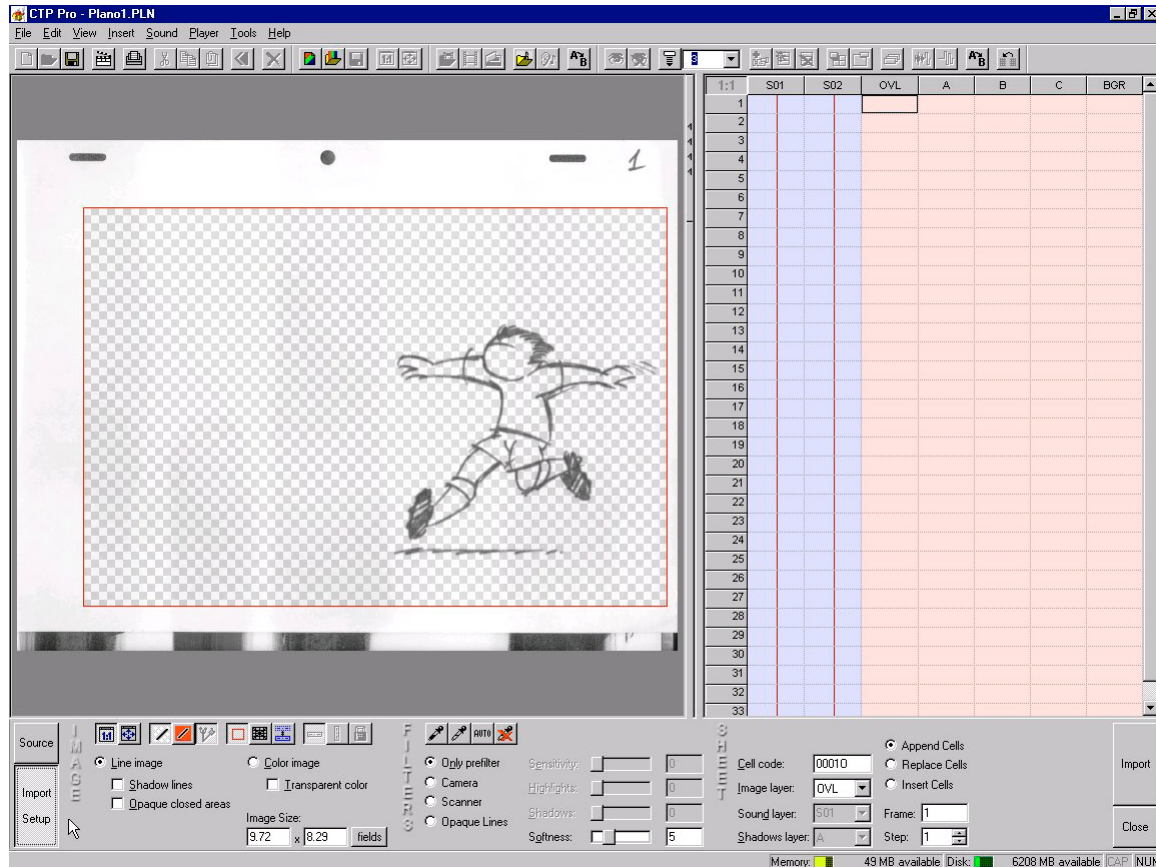 CTP Pro - Plano1.PLN
File Edit View Insert Sound Player Tools Help
8
1:1 S01 S02 OVL A B C BGR
1
1
2
3
4
5
6
7
8
9
10
11
12
13
14
15
16
17
18
19
20
21
22
23
24
25
26
27
28
29
30
31
32
33
Source
Import
Setup
IMAGE
1:1
Line image
Shadow lines
Opaque closed areas
Color image
Transparent color
Image Size:
9.72 x 8.29 fields
FILTERS
AUTO
Only prefilter
Camera
Scanner
Opaque Lines
Sensitivity: 0
Highlights: 0
Shadows: 0
Softness: 5
SHEET
Cell code: 00010
Image layer: OVL
Sound layer: S01
Shadows layer: A
Append Cells
Replace Cells
Insert Cells
Frame: 1
Step: 1
Import
Close
Memory: 49 MB available Disk: 6208 MB available CAP NUM